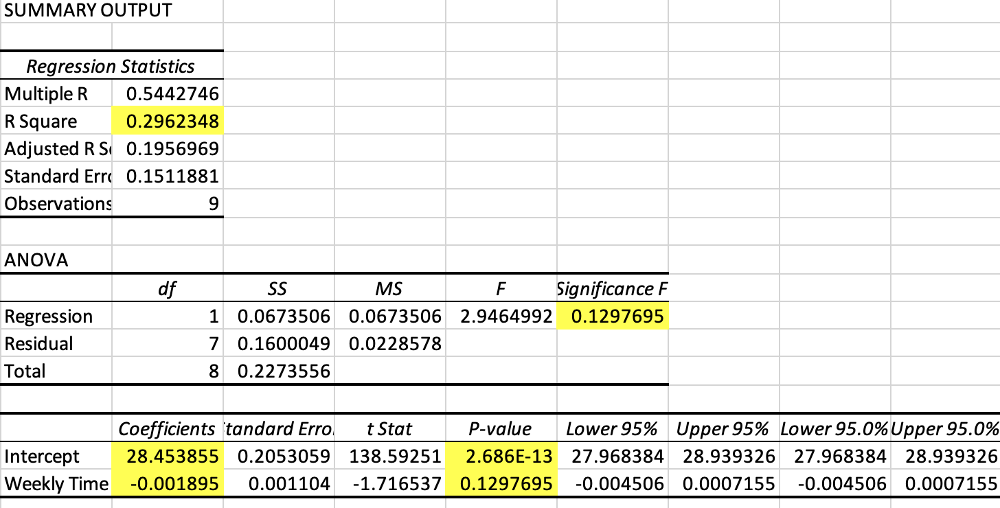 SUMMARY OUTPUT
Regression Statistics
Multiple R 0.5442746
R Square 0.2962348
Adjusted R S 0.1956969
Standard Erro 0.1511881
Observations 9
ANOVA
df SS MS F Significance F
Regression 1 0.0673506 0.0673506 2.9464992 0.1297695
Residual 7 0.1600049 0.0228578
Total 8 0.2273556
Coefficients tandard Erro t Stat P-value Lower 95% Upper 95% Lower 95.0% Upper 95.0%
Intercept 28.453855 0.2053059 138.59251 2.686E-13 27.968384 28.939326 27.968384 28.939326
Weekly Time -0.001895 0.001104 -1.716537 0.1297695 -0.004506 0.0007155 -0.004506 0.0007155